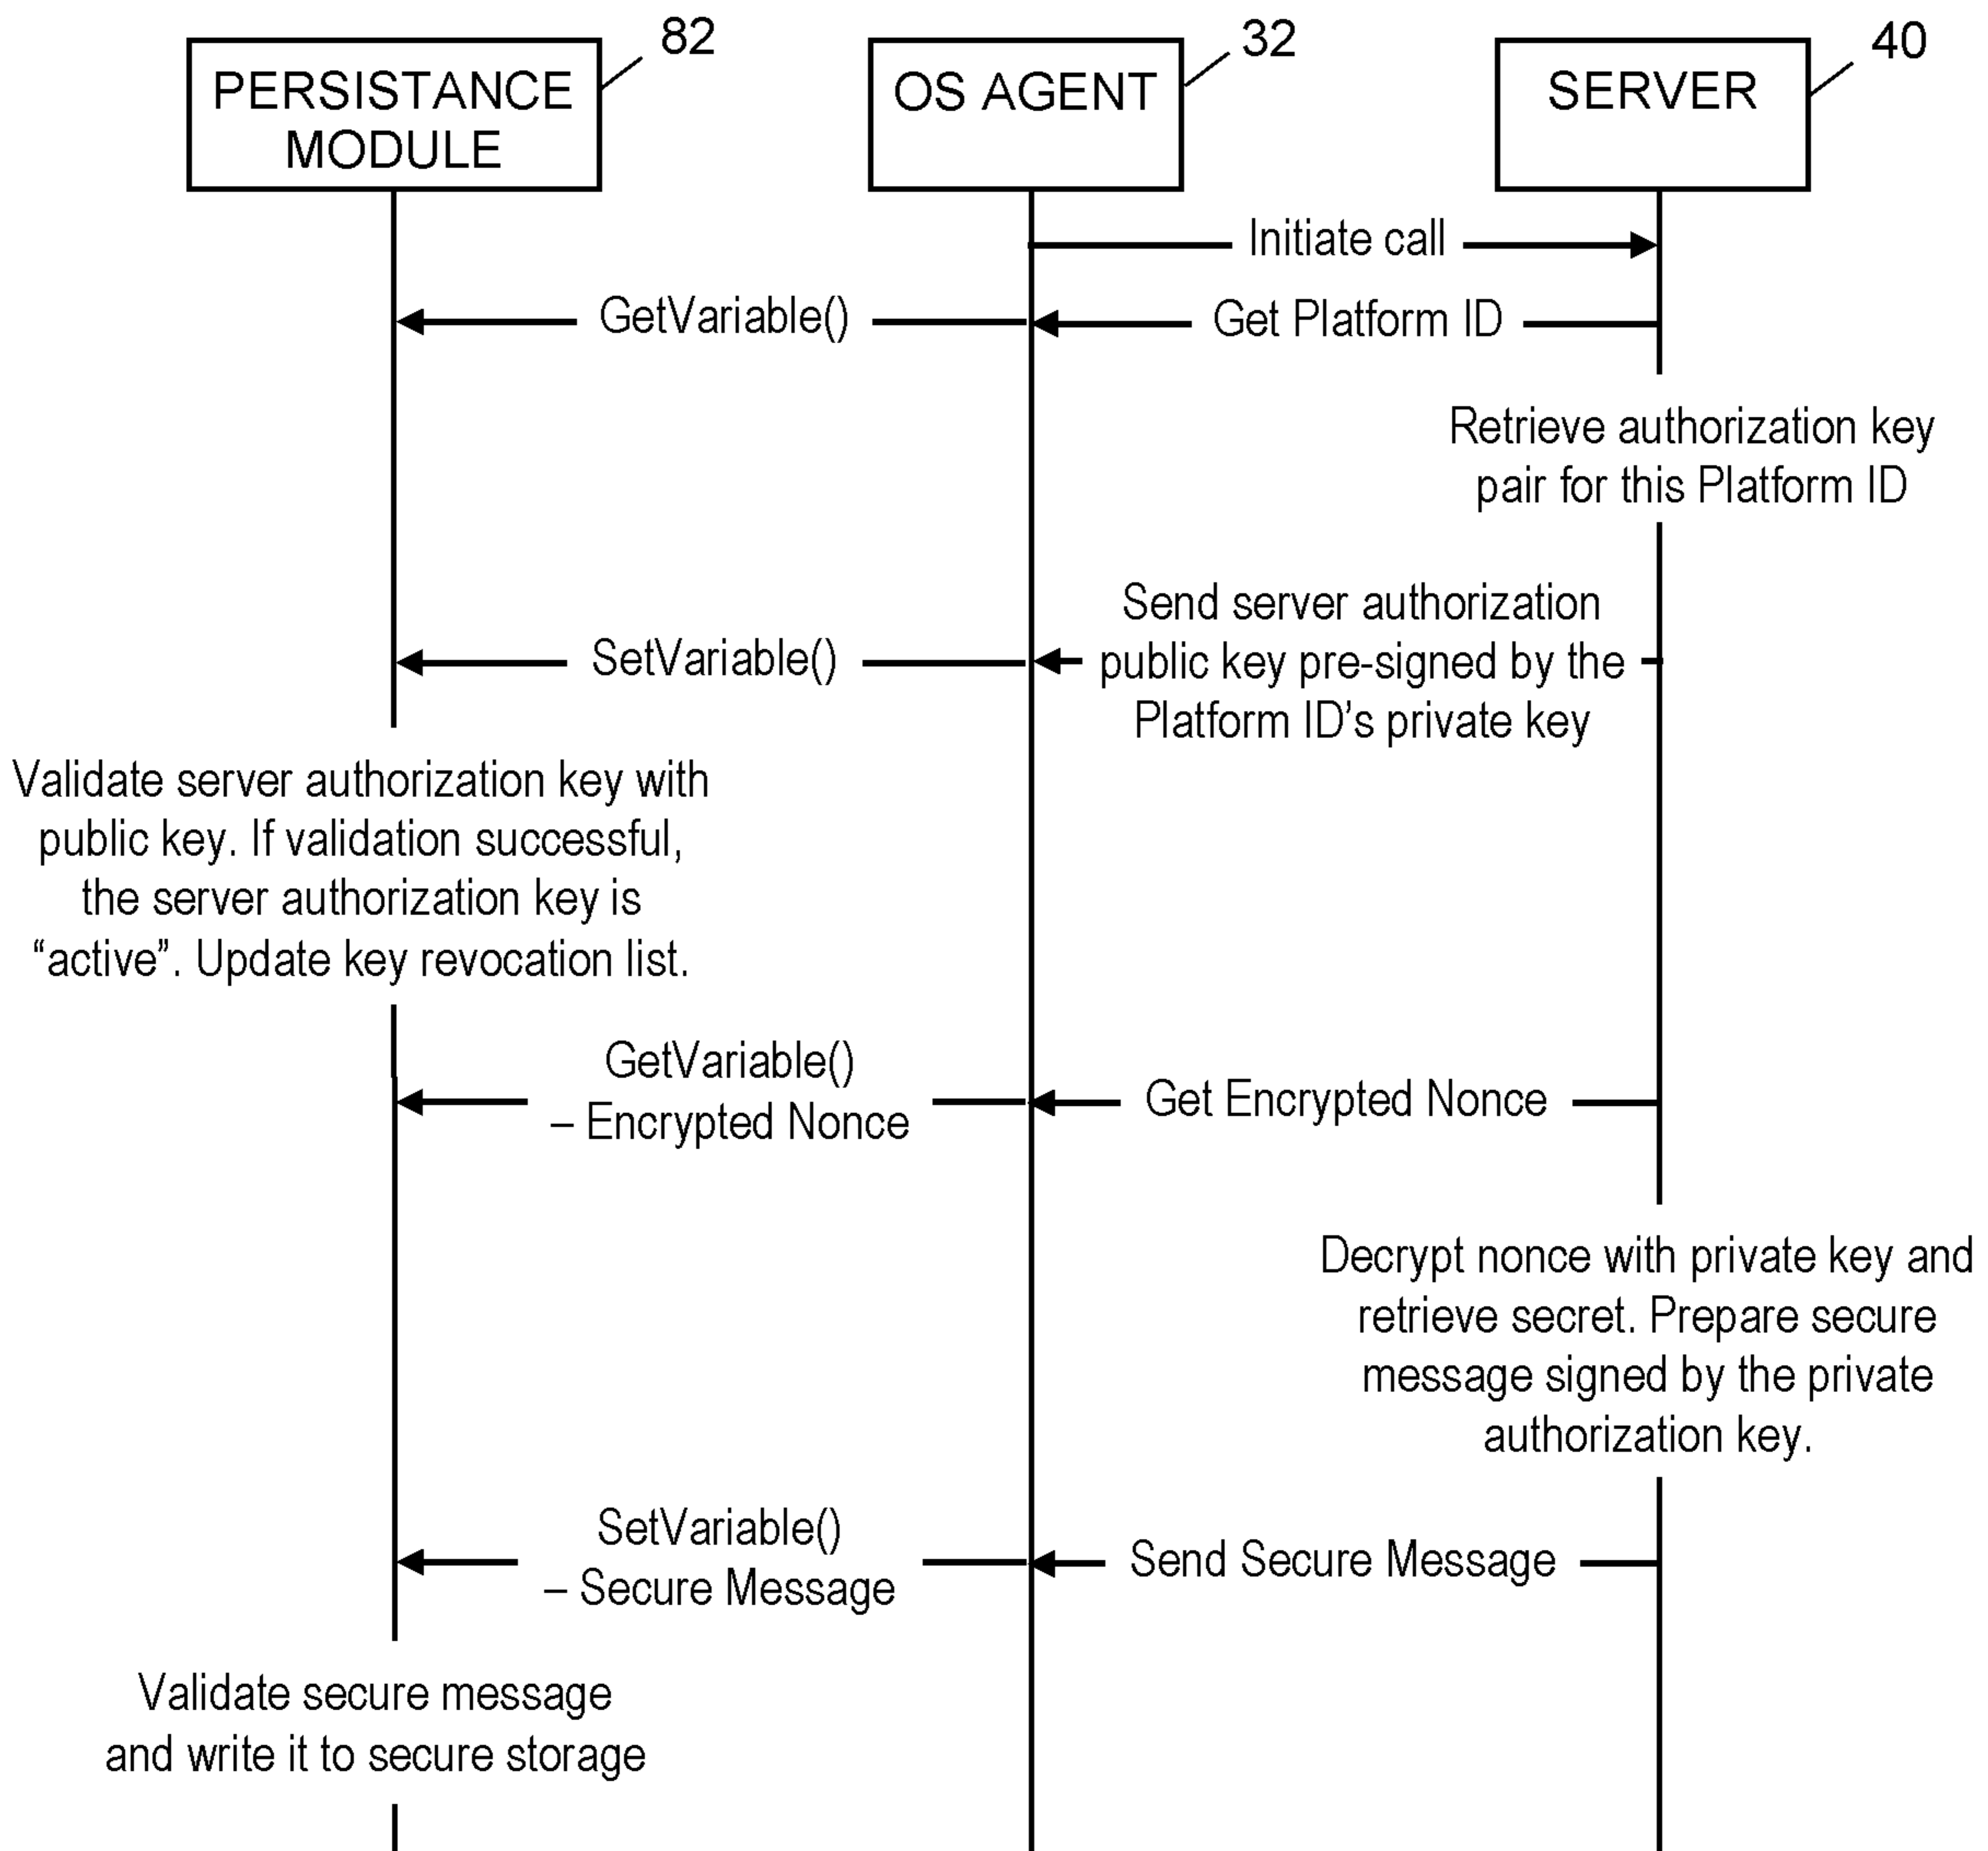 82
32
40
PERSISTANCE
MODULE
OS AGENT
SERVER
Initiate call
GetVariable()
Get Platform ID
Retrieve authorization key
pair for this Platform ID
Send server authorization
public key pre-signed by the
Platform ID’s private key
SetVariable()
Validate server authorization key with
public key. If validation successful,
the server authorization key is
“active”. Update key revocation list.
GetVariable()
– Encrypted Nonce
Get Encrypted Nonce
Decrypt nonce with private key and
retrieve secret. Prepare secure
message signed by the private
authorization key.
SetVariable()
– Secure Message
Send Secure Message
Validate secure message
and write it to secure storage